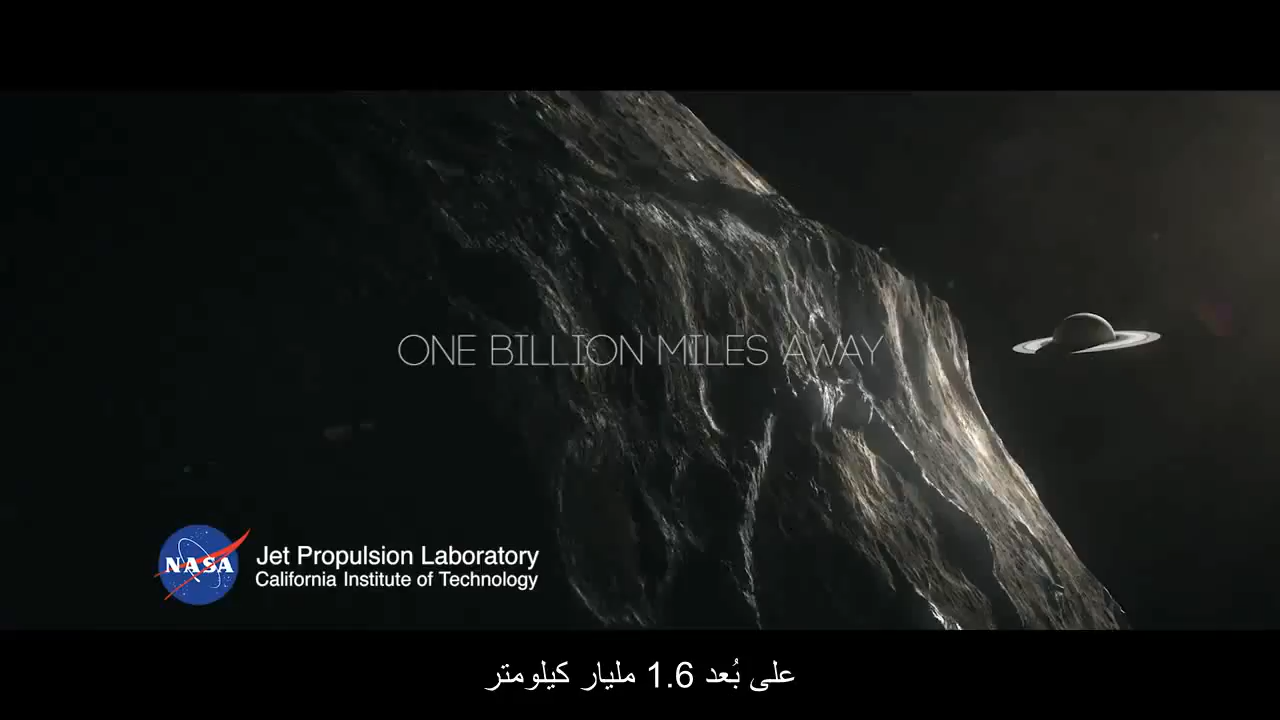 ONE BILLION MILES AWAY
NASA
Jet Propulsion Laboratory
California Institute of Technology
على بُعد 1.6 مليار كيلومتر